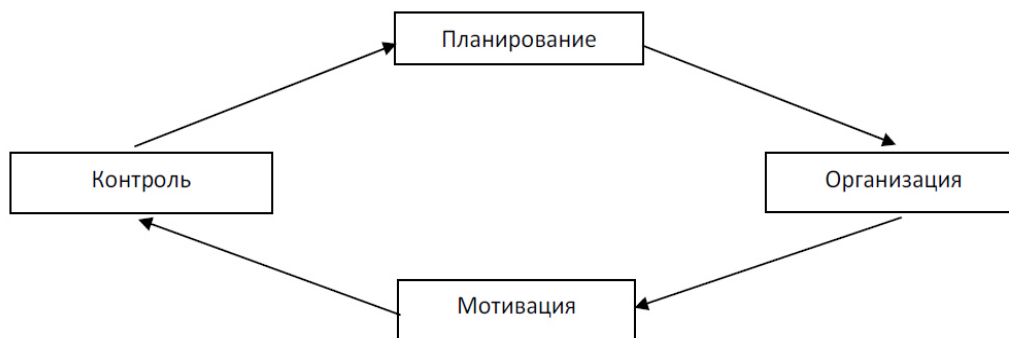 Планирование
Контроль
Организация
Мотивация